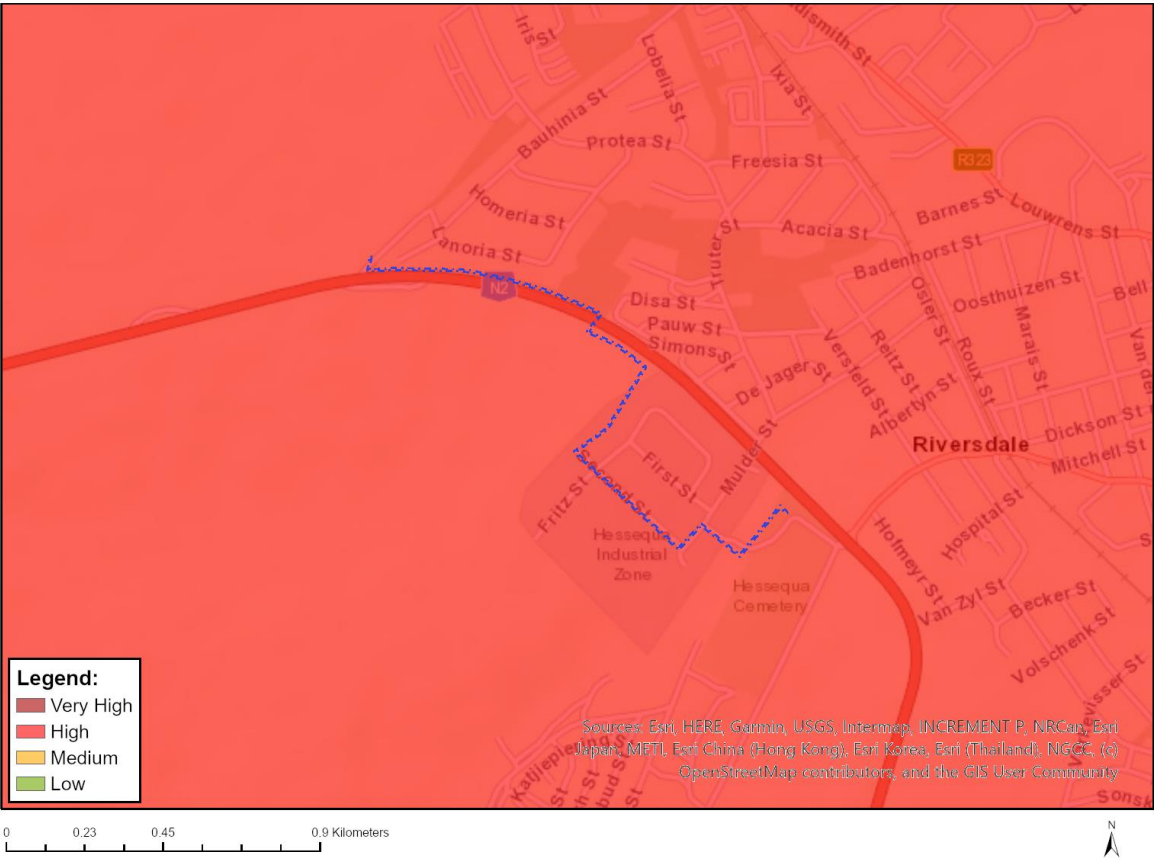 Iris St
Lobelia St
dismith St
Ixia St
Bauhinia St
Protea St
Freesia St
R323
Homeria St
Lanoria St
Truter St
Acacia St
Barnes St
Louwrens St
Badenhorst St
N2
Disa St
Pauw St
Simons St
De Jager St
Versfeld St
Reitz St
Albertyn St
Osler St
Roux St
Oosthuizen St
Marais St
Bell
Van der
Dickson St
Mitchell St
Riversdale
Mulder St
First St
Second St
Fritz St
Hessequa
Industrial
Zone
Hessequa
Cemetery
Hospital St
Hofmeyr St
Van Zyl St
Becker St
Volschenk St
Sonsk
Legend:
Very High
High
Medium
Low
Sources: Esri, HERE, Garmin, USGS, Intermap, INCREMENT P, NRCan, Esri
Japan, METI, Esri China (Hong Kong), Esri Korea, Esri (Thailand), NGCC, (c)
OpenStreetMap contributors, and the GIS User Community
0 0.23 0.45 0.9 Kilometers
N